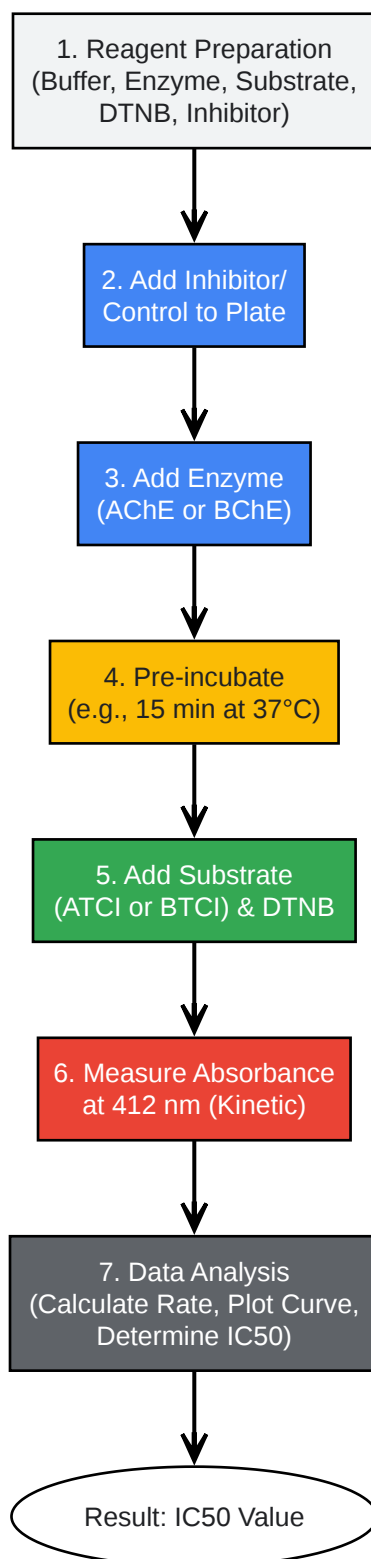 1. Reagent Preparation
(Buffer, Enzyme, Substrate,
DTNB, Inhibitor)
2. Add Inhibitor/
Control to Plate
3. Add Enzyme
(AChE or BChE)
4. Pre-incubate
(e.g., 15 min at 37°C)
5. Add Substrate
(ATCI or BTCI) & DTNB
6. Measure Absorbance
at 412 nm (Kinetic)
7. Data Analysis
(Calculate Rate, Plot Curve,
Determine IC50)
Result: IC50 Value